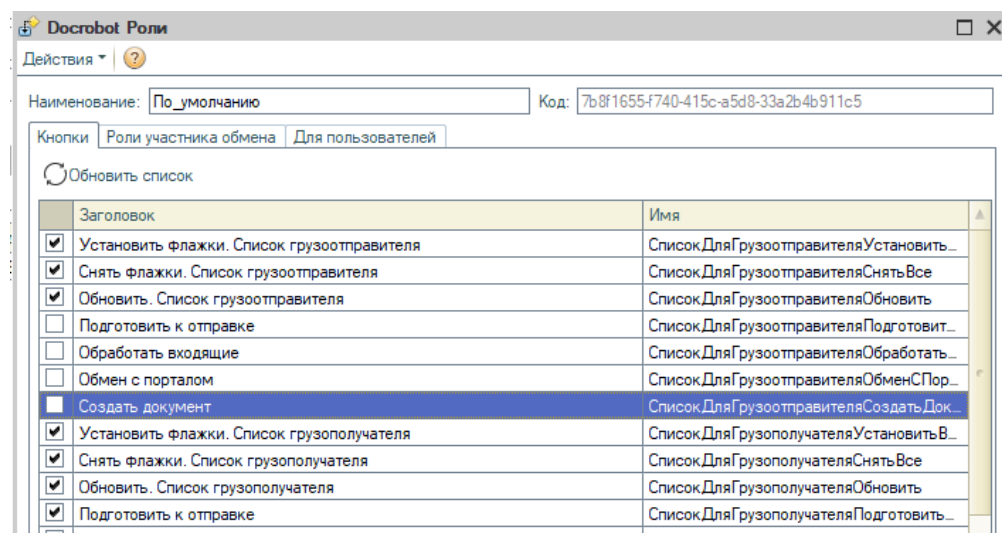 Docrobot Роли
Действия
Наименование: По_умолчанию Код: 7b8f1655-f740-415c-a5d8-33a2b4b911c5
Кнопки Роли участника обмена Для пользователей
Обновить список
Заголовок Имя
Установить флажки. Список грузоотправителя СписокДляГрузоотправителяУстановить...
Снять флажки. Список грузоотправителя СписокДляГрузоотправителяСнятьВсе
Обновить. Список грузоотправителя СписокДляГрузоотправителяОбновить
Подготовить к отправке СписокДляГрузоотправителяПодготовит...
Обработать входящие СписокДляГрузоотправителяОбработать...
Обмен с порталом СписокДляГрузоотправителяОбменСПор...
Создать документ СписокДляГрузоотправителяСоздатьДок...
Установить флажки. Список грузополучателя СписокДляГрузополучателяУстановитьВ...
Снять флажки. Список грузополучателя СписокДляГрузополучателяСнятьВсе
Обновить. Список грузополучателя СписокДляГрузополучателяОбновить
Подготовить к отправке СписокДляГрузополучателяПодготовить...